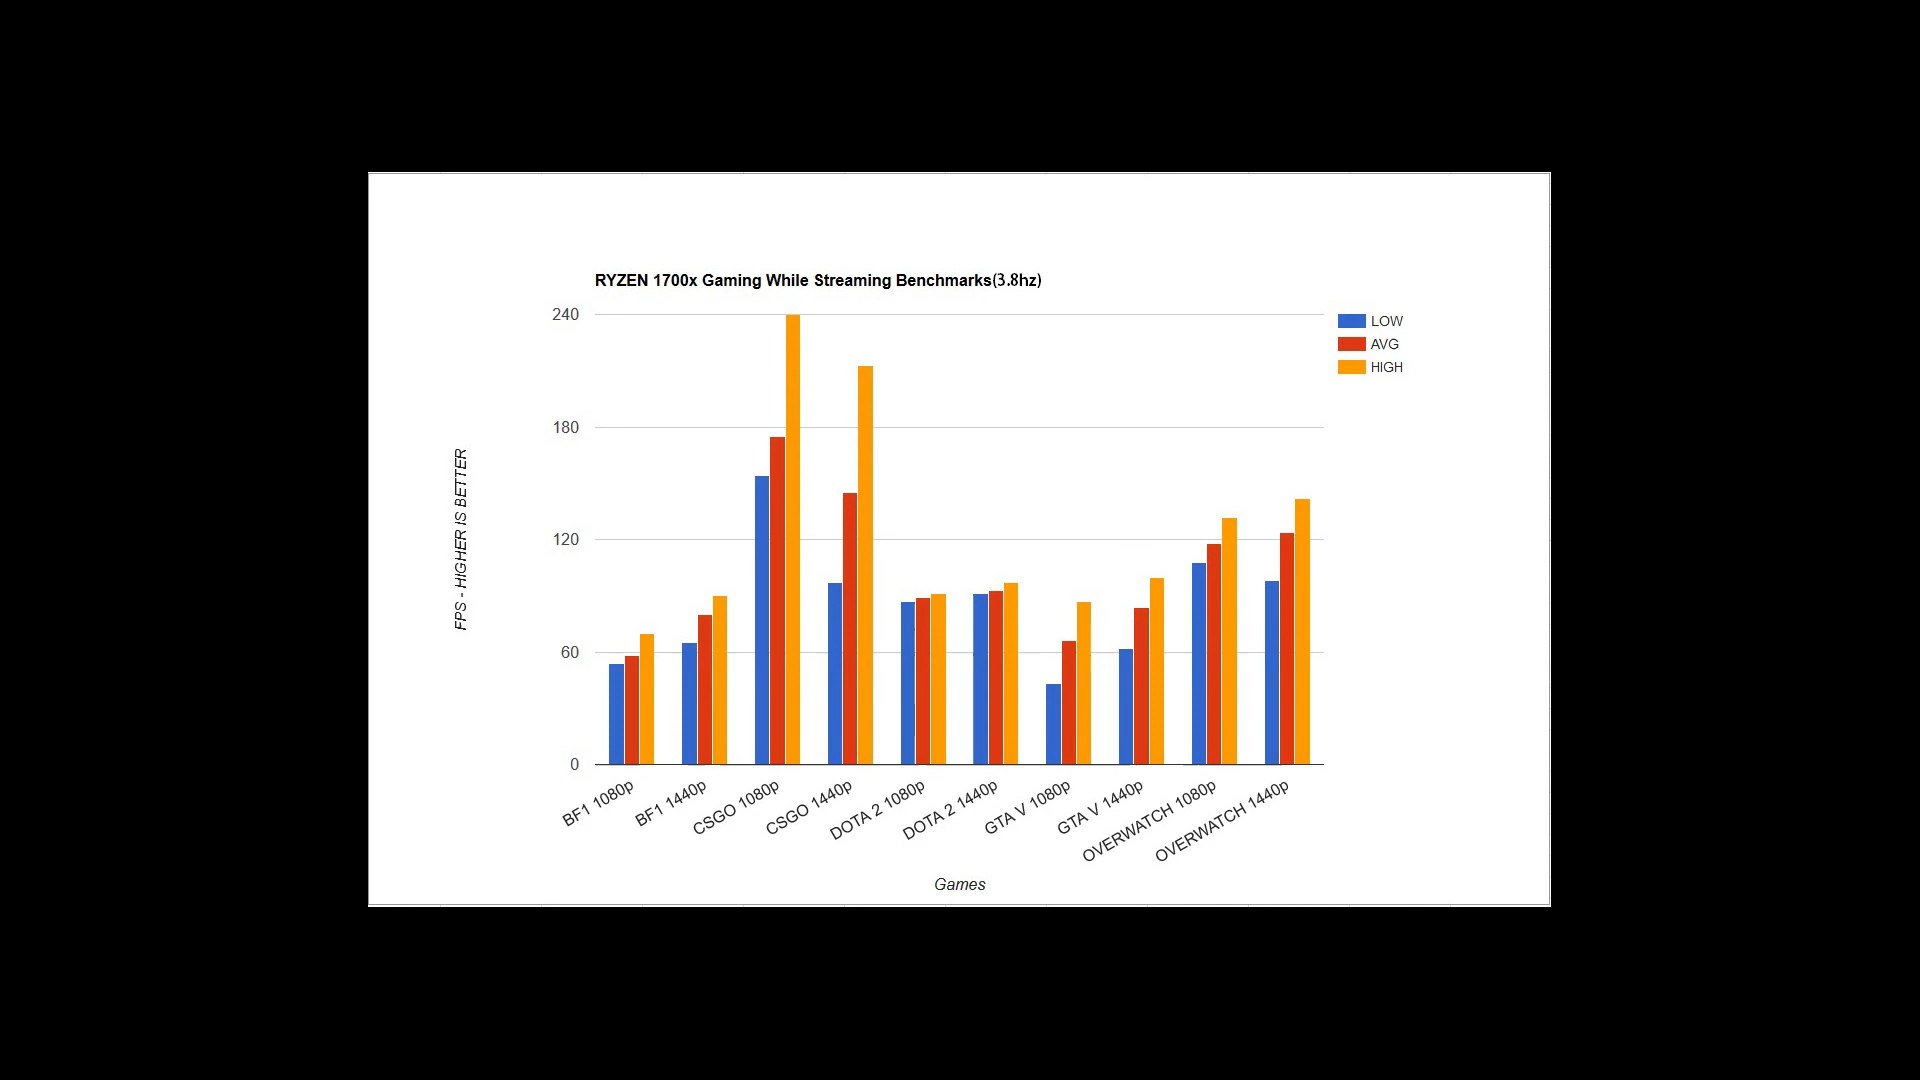 RYZEN 1700x Gaming While Streaming Benchmarks(3.8hz)
240
180
120
60
0
FPS - HIGHER IS BETTER
LOW
AVG
HIGH
BF1 1080p
BF1 1440p
CSGO 1080p
CSGO 1440p
DOTA 2 1080p
DOTA 2 1440p
GTA V 1080p
GTA V 1440p
OVERWATCH 1080p
OVERWATCH 1440p
Games